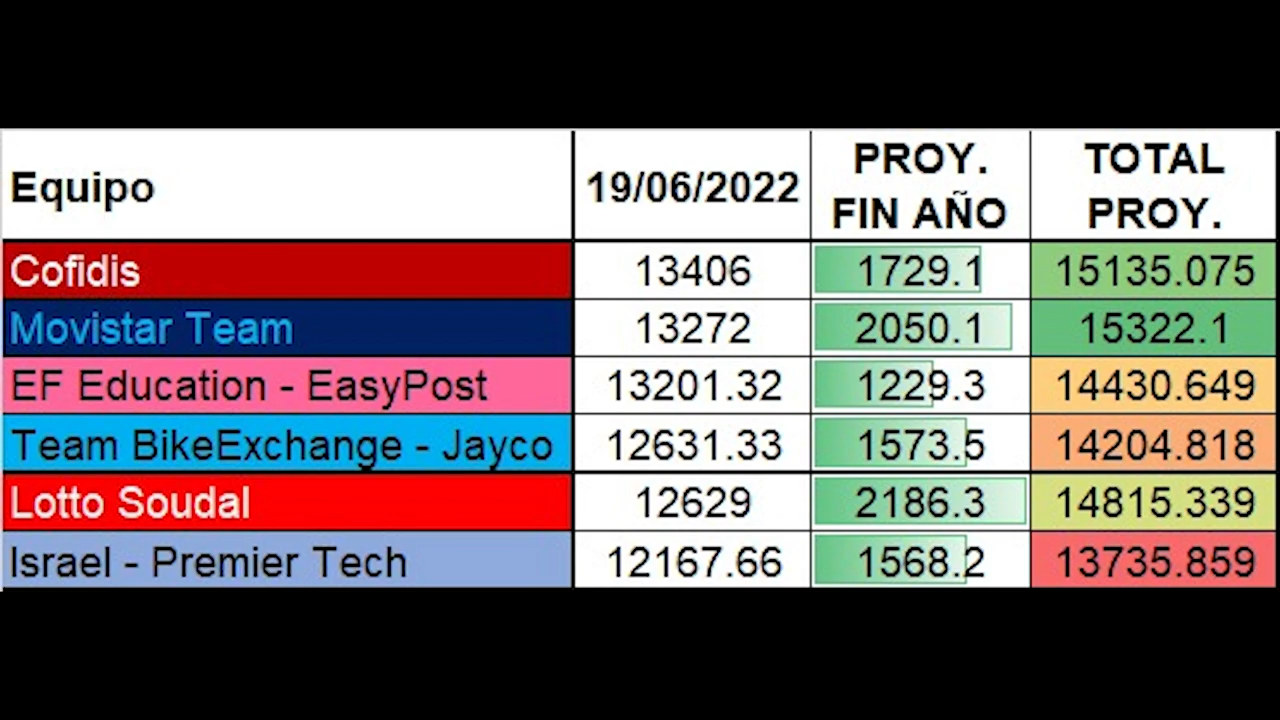 Equipo 19/06/2022 PROY. FIN AÑO TOTAL PROY.
Cofidis 13406 1729.1 15135.075
Movistar Team 13272 2050.1 15322.1
EF Education - EasyPost 13201.32 1229.3 14430.649
Team BikeExchange - Jayco 12631.33 1573.5 14204.818
Lotto Soudal 12629 2186.3 14815.339
Israel - Premier Tech 12167.66 1568.2 13735.859